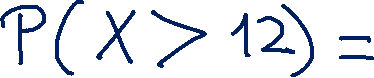 P(X > 12) =